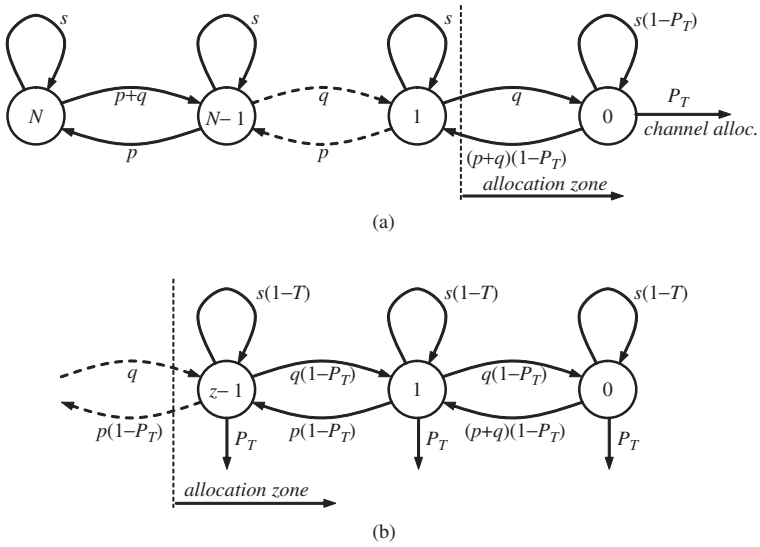 s s s s(1–P_T)
N p+q N–1 q 1 q 0 P_T
p p (p+q)(1–P_T) channel alloc.
allocation zone
(a)
s(1–T) s(1–T) s(1–T)
q z–1 q(1–P_T) 1 q(1–P_T) 0
p(1–P_T) p(1–P_T) (p+q)(1–P_T)
P_T P_T P_T
allocation zone
(b)